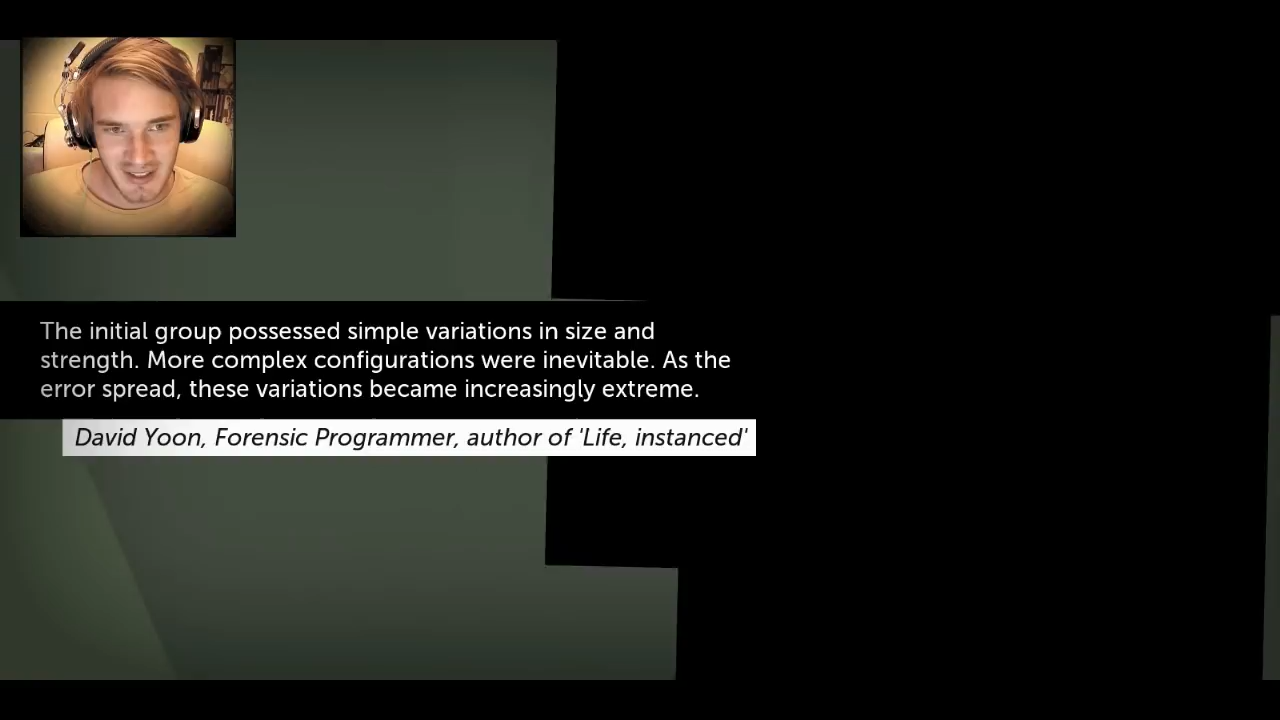 The initial group possessed simple variations in size and
strength. More complex configurations were inevitable. As the
error spread, these variations became increasingly extreme.
David Yoon, Forensic Programmer, author of 'Life, instanced'